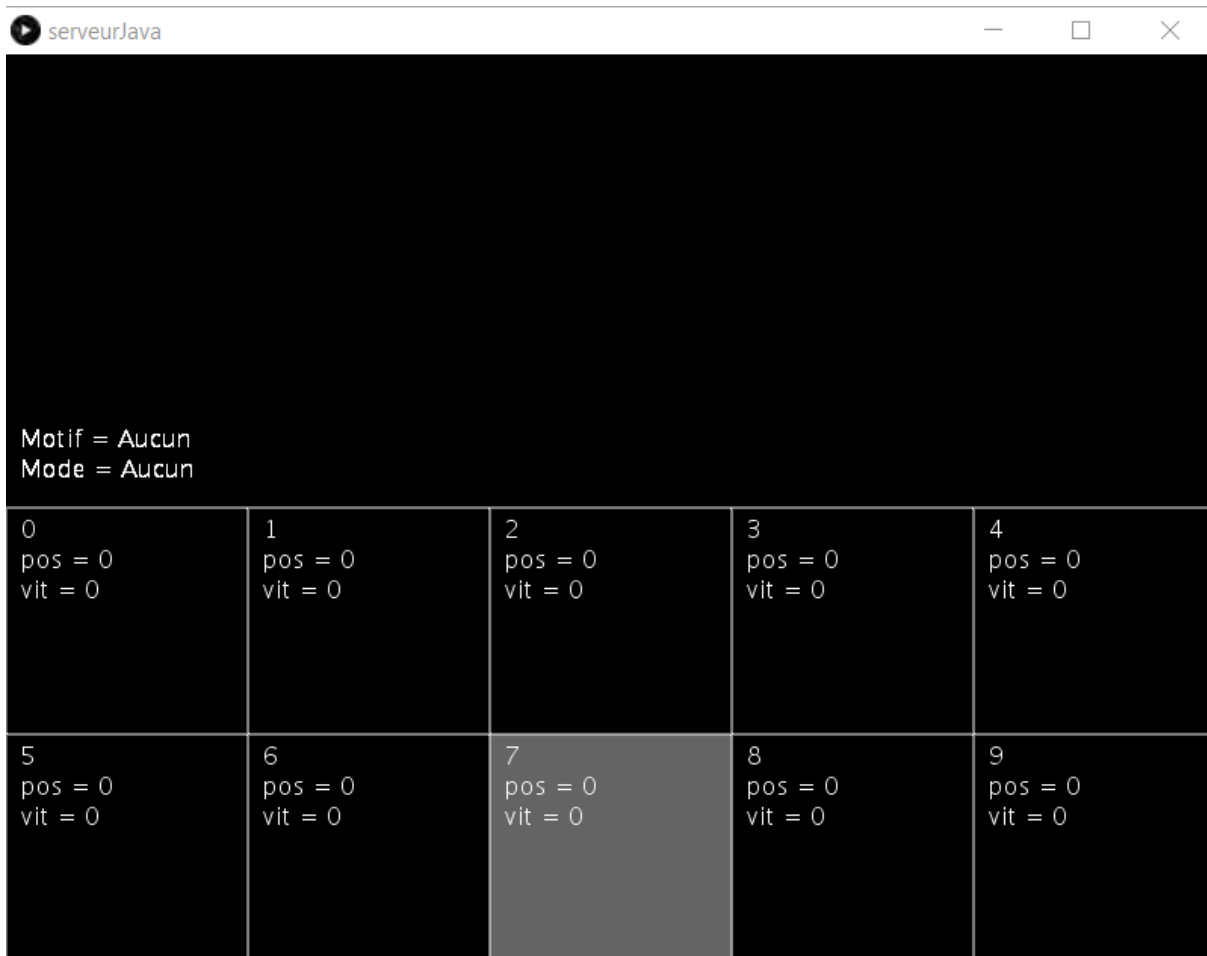 serveurJava
Motif = Aucun
Mode = Aucun
0
pos = 0
vit = 0
1
pos = 0
vit = 0
2
pos = 0
vit = 0
3
pos = 0
vit = 0
4
pos = 0
vit = 0
5
pos = 0
vit = 0
6
pos = 0
vit = 0
7
pos = 0
vit = 0
8
pos = 0
vit = 0
9
pos = 0
vit = 0